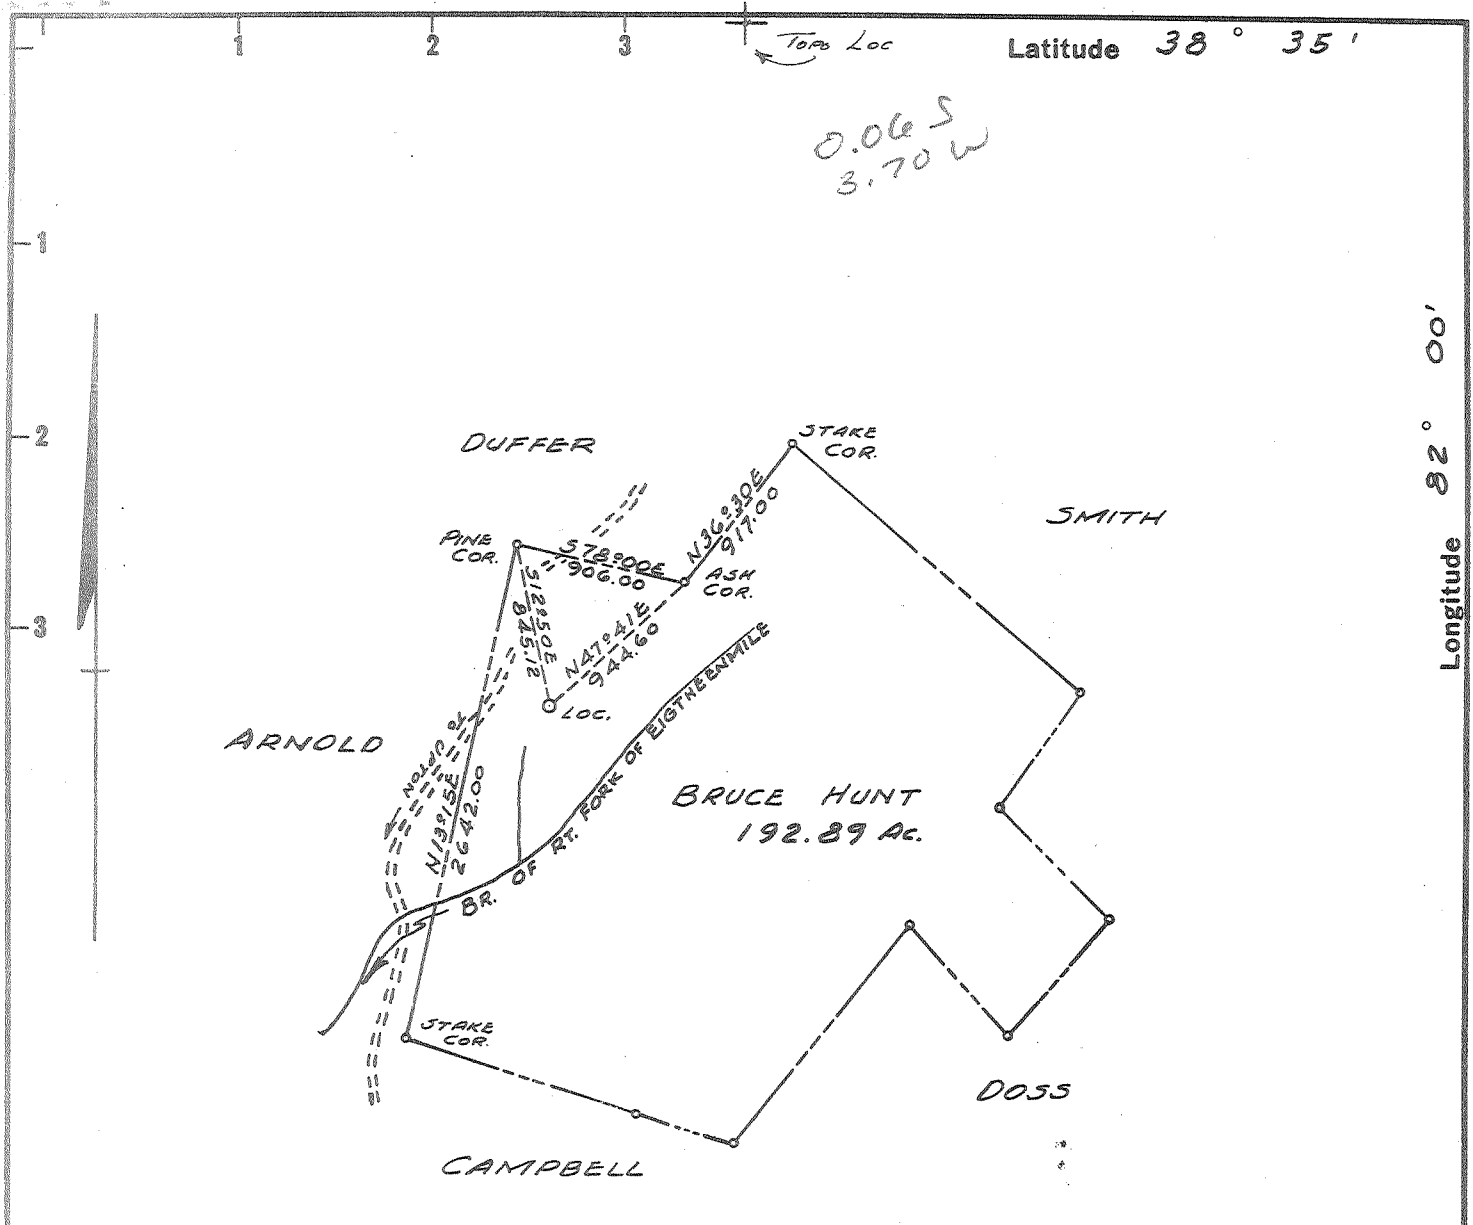 1
2
3
TOPO LOC
Latitude 38° 35'
0.06 S
3.70 W
1
2
3
Longitude 82° 00'
DUFFER
STAKE
COR.
SMITH
PINE
COR.
S78°00E
906.00
N36°30E
917.00
ASH
COR.
S12°50E
845.12
N47°41E
944.60
LOC.
ARNOLD
TO UPTON
N13°15E
2642.00
BR. OF RT. FORK OF EIGTHEENMILE
BRUCE HUNT
192.89 Ac.
STAKE
COR.
DOSS
CAMPBELL